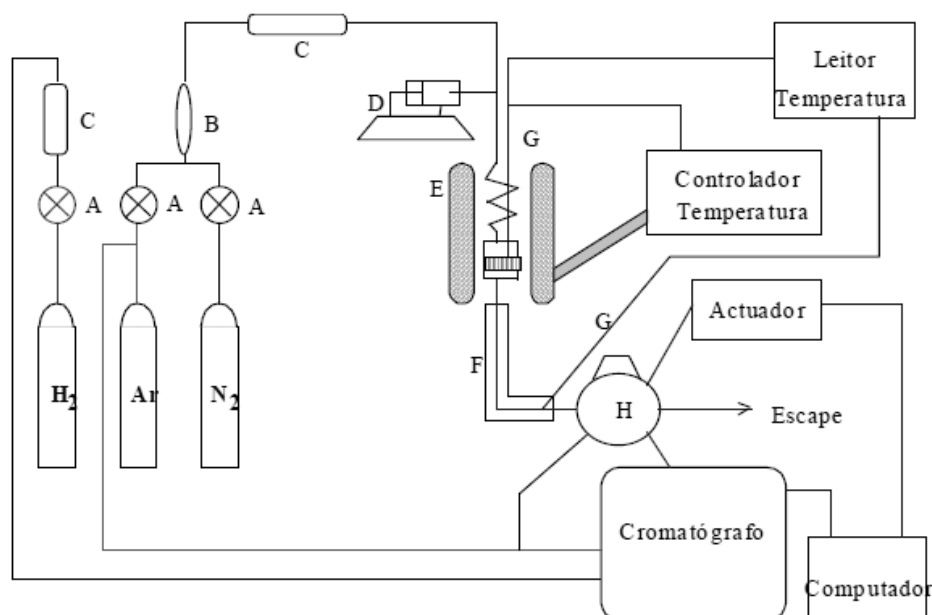 C
Leitor
Temperatura
C
B
D
G
A
A
A
E
Controlador
Temperatura
Actuador
G
F
H₂
Ar
N₂
H
Escape
Cromatógrafo
Computador